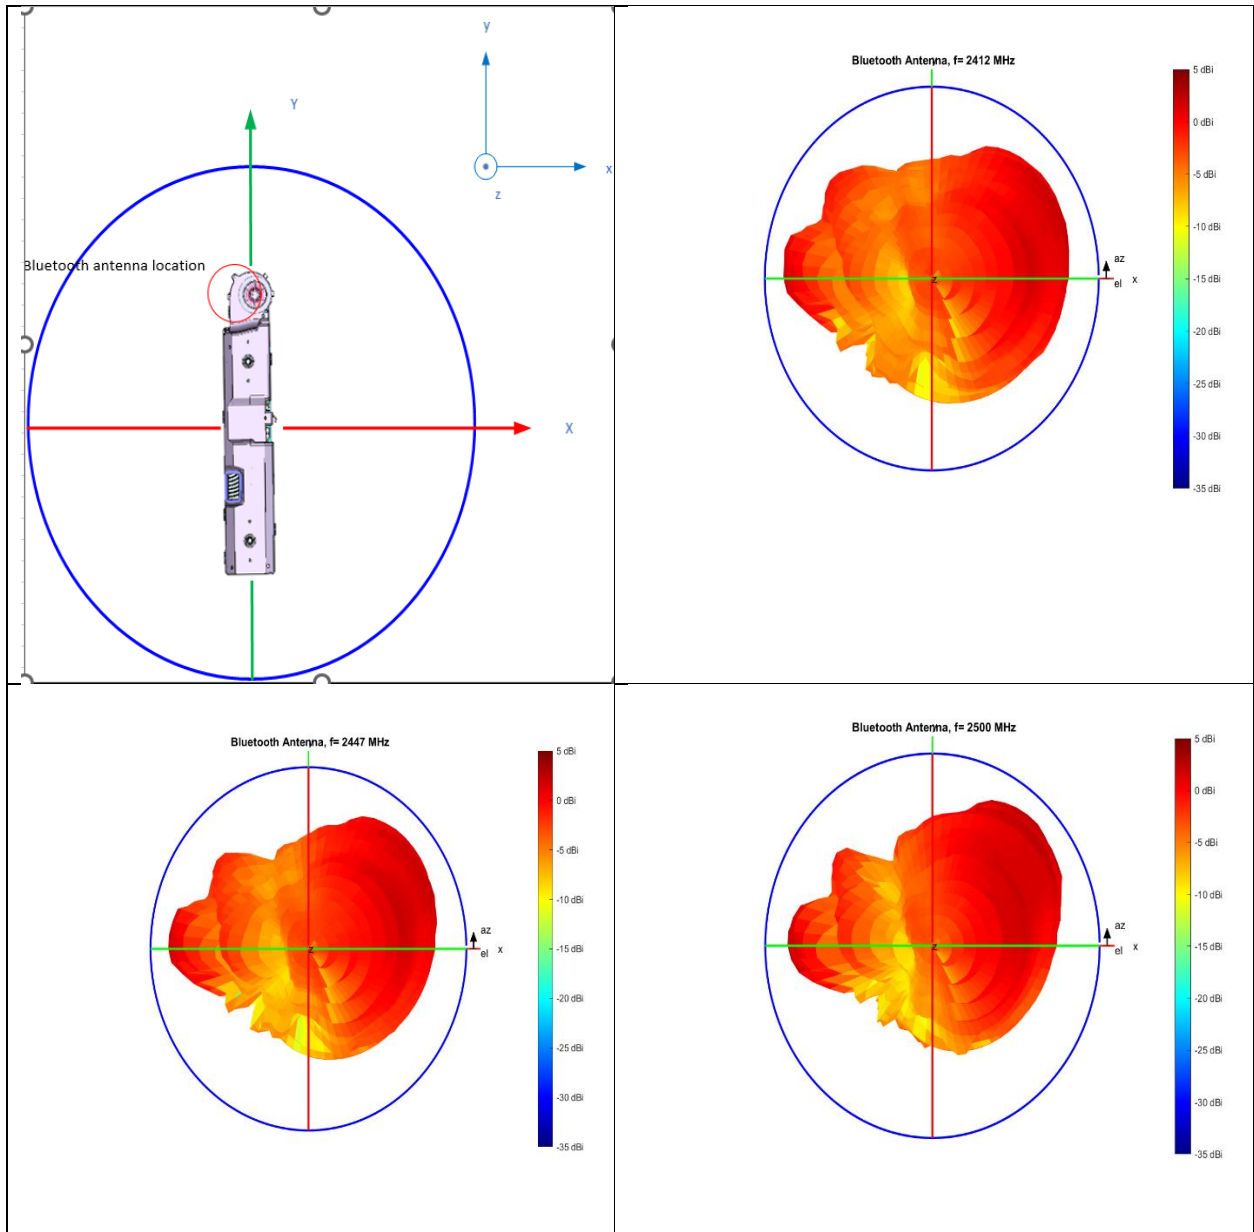 y
x
z
Y
X
Bluetooth antenna location
Bluetooth Antenna, f= 2412 MHz
5 dBi
0 dBi
-5 dBi
-10 dBi
-15 dBi
-20 dBi
-25 dBi
-30 dBi
-35 dBi
az
el x
z
Bluetooth Antenna, f= 2447 MHz
5 dBi
0 dBi
-5 dBi
-10 dBi
-15 dBi
-20 dBi
-25 dBi
-30 dBi
-35 dBi
az
el x
z
Bluetooth Antenna, f= 2500 MHz
5 dBi
0 dBi
-5 dBi
-10 dBi
-15 dBi
-20 dBi
-25 dBi
-30 dBi
-35 dBi
az
el x
z